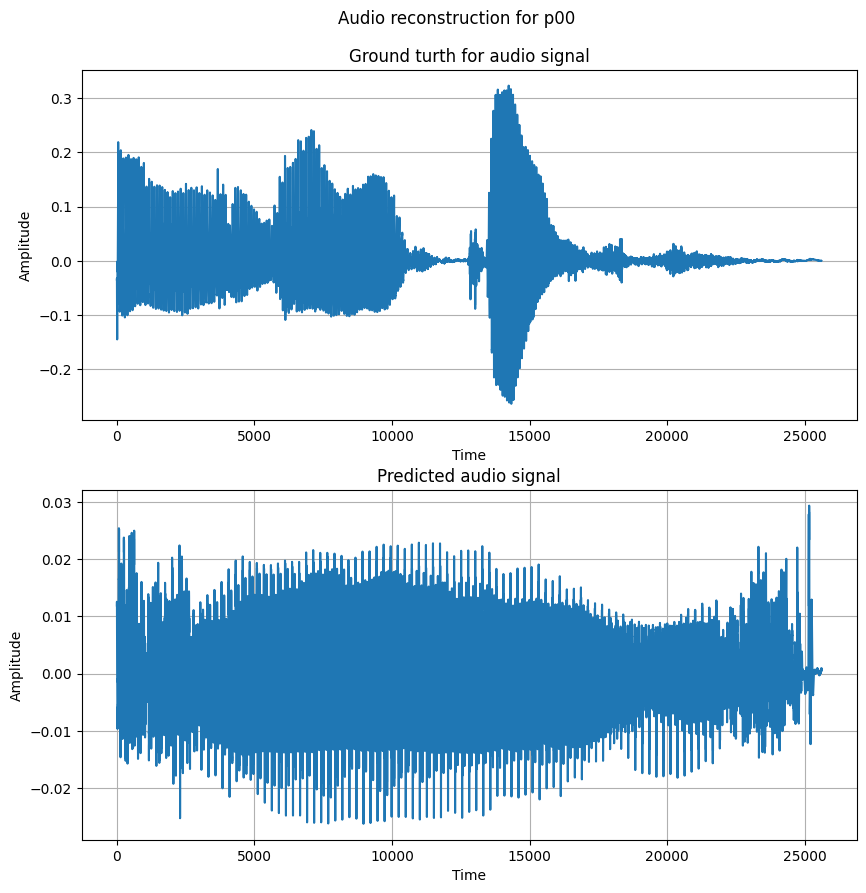 Audio reconstruction for p00
Ground turth for audio signal
0.3
0.2
0.1
0.0
−0.1
−0.2
Amplitude
0 5000 10000 15000 20000 25000
Time
Predicted audio signal
0.03
0.02
0.01
0.00
−0.01
−0.02
Amplitude
0 5000 10000 15000 20000 25000
Time